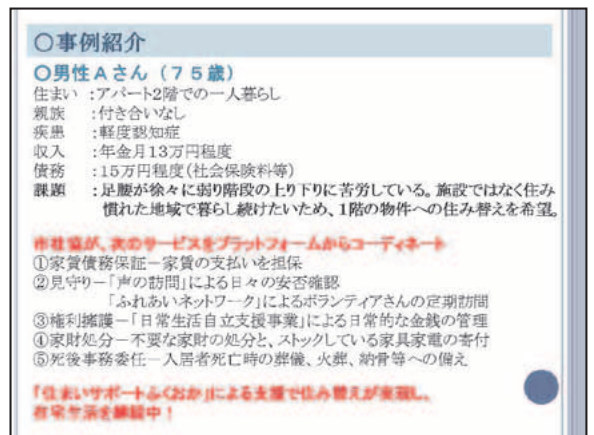 〇事例紹介
〇男性Aさん（75歳）
住まい :アパート2階での一人暮らし
親族 :付き合いなし
疾患 :軽度認知症
収入 :年金月13万円程度
債務 :15万円程度(社会保険料等)
課題 :足腰が徐々に弱り階段の上り下りに苦労している。施設ではなく住み
慣れた地域で暮らし続けたいため、1階の物件への住み替えを希望。
市社協が、次のサービスをプラットフォームからコーディネート
①家賃債務保証－家賃の支払いを担保
②見守り－「声の訪問」による日々の安否確認
「ふれあいネットワーク」によるボランティアさんの定期訪問
③権利擁護－「日常生活自立支援事業」による日常的な金銭の管理
④家財処分－不要な家財の処分と、ストックしている家具家電の寄付
⑤死後事務委任－入居者死亡時の葬儀、火葬、納骨等への備え
「住まいサポートふくおか」による支援で住み替えが実現し、
在宅生活を継続中！